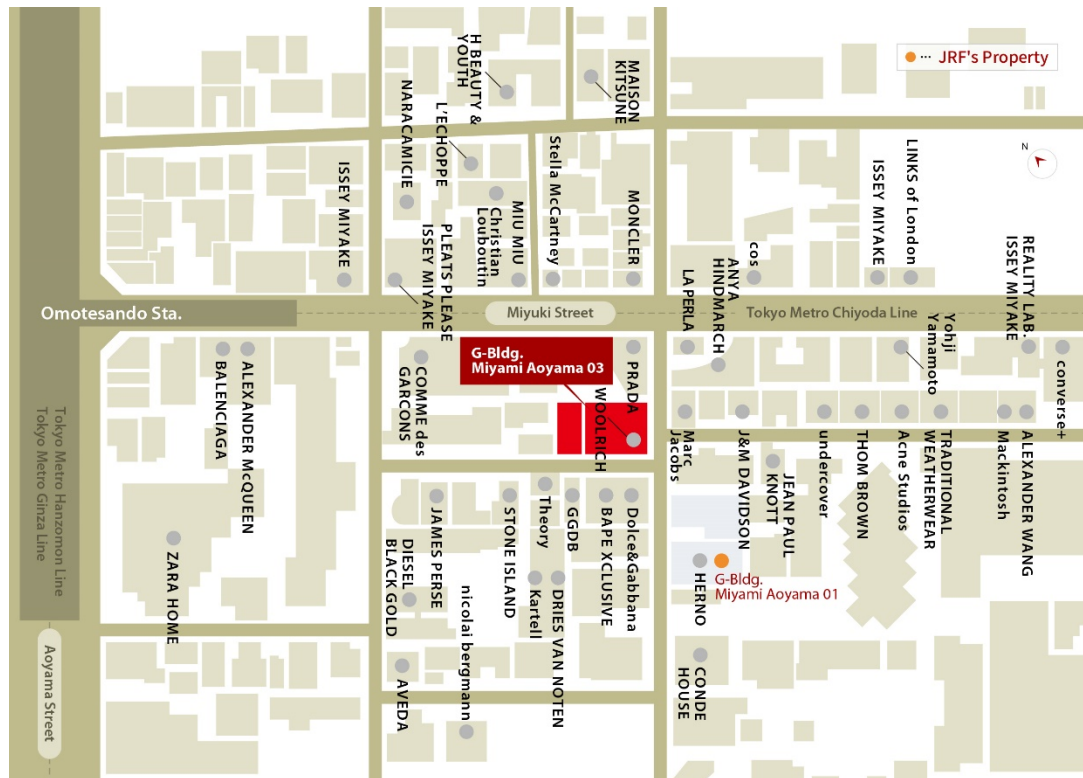 JRF's Property
N
H BEAUTY &
YOUTH
MAISON
KITSUNE
NARACAMICIE
L'ECHOPPE
ISSEY MIYAKE
PLEATS PLEASE
ISSEY MIYAKE
Christian
Louboutin
MIU MIU
Stella McCartney
MONCLER
LA PERLA
ANYA
HINDMARCH
cos
ISSEY MIYAKE
LINKS of London
REALITY LAB.
ISSEY MIYAKE
Omotesando Sta.
Miyuki Street
Tokyo Metro Chiyoda Line
BALENCIAGA
ALEXANDER McQUEEN
COMME des
GARCONS
G-Bldg.
Miyami Aoyama 03
WOOLRICH
PRADA
Yohji
Yamamoto
converse+
Marc
Jacobs
J&M DAVIDSON
JEAN PAUL
KNOTT
undercover
THOM BROWN
Acne Studios
TRADITIONAL
WEATHERWEAR
Mackintosh
ALEXANDER WANG
Tokyo Metro Hanzomon Line
Tokyo Metro Ginza Line
ZARA HOME
JAMES PERSE
DIESEL
BLACK GOLD
STONE ISLAND
Theory
GGDB
BAPE XCLUSIVE
Dolce&Gabbana
nicolai bergmann
Kartell
DRIES VAN NOTEN
HERNO
G-Bldg.
Miyami Aoyama 01
CONDE
HOUSE
AVEDA
Aoyama Street